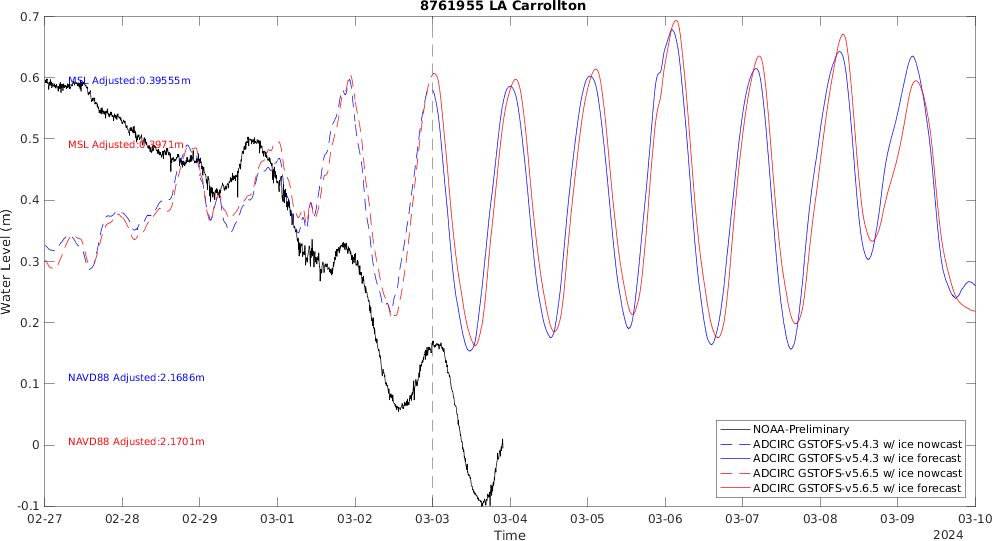 8761955 LA Carrollton
0.7
0.6
0.5
0.4
0.3
0.2
0.1
0
-0.1
Water Level (m)
MSL Adjusted:0.39555m
MSL Adjusted:0.3971m
NAVD88 Adjusted:2.1686m
NAVD88 Adjusted:2.1701m
NOAA-Preliminary
ADCIRC GSTOFS-v5.4.3 w/ ice nowcast
ADCIRC GSTOFS-v5.4.3 w/ ice forecast
ADCIRC GSTOFS-v5.6.5 w/ ice nowcast
ADCIRC GSTOFS-v5.6.5 w/ ice forecast
02-27 02-28 02-29 03-01 03-02 03-03 03-04 03-05 03-06 03-07 03-08 03-09 03-10
Time
2024